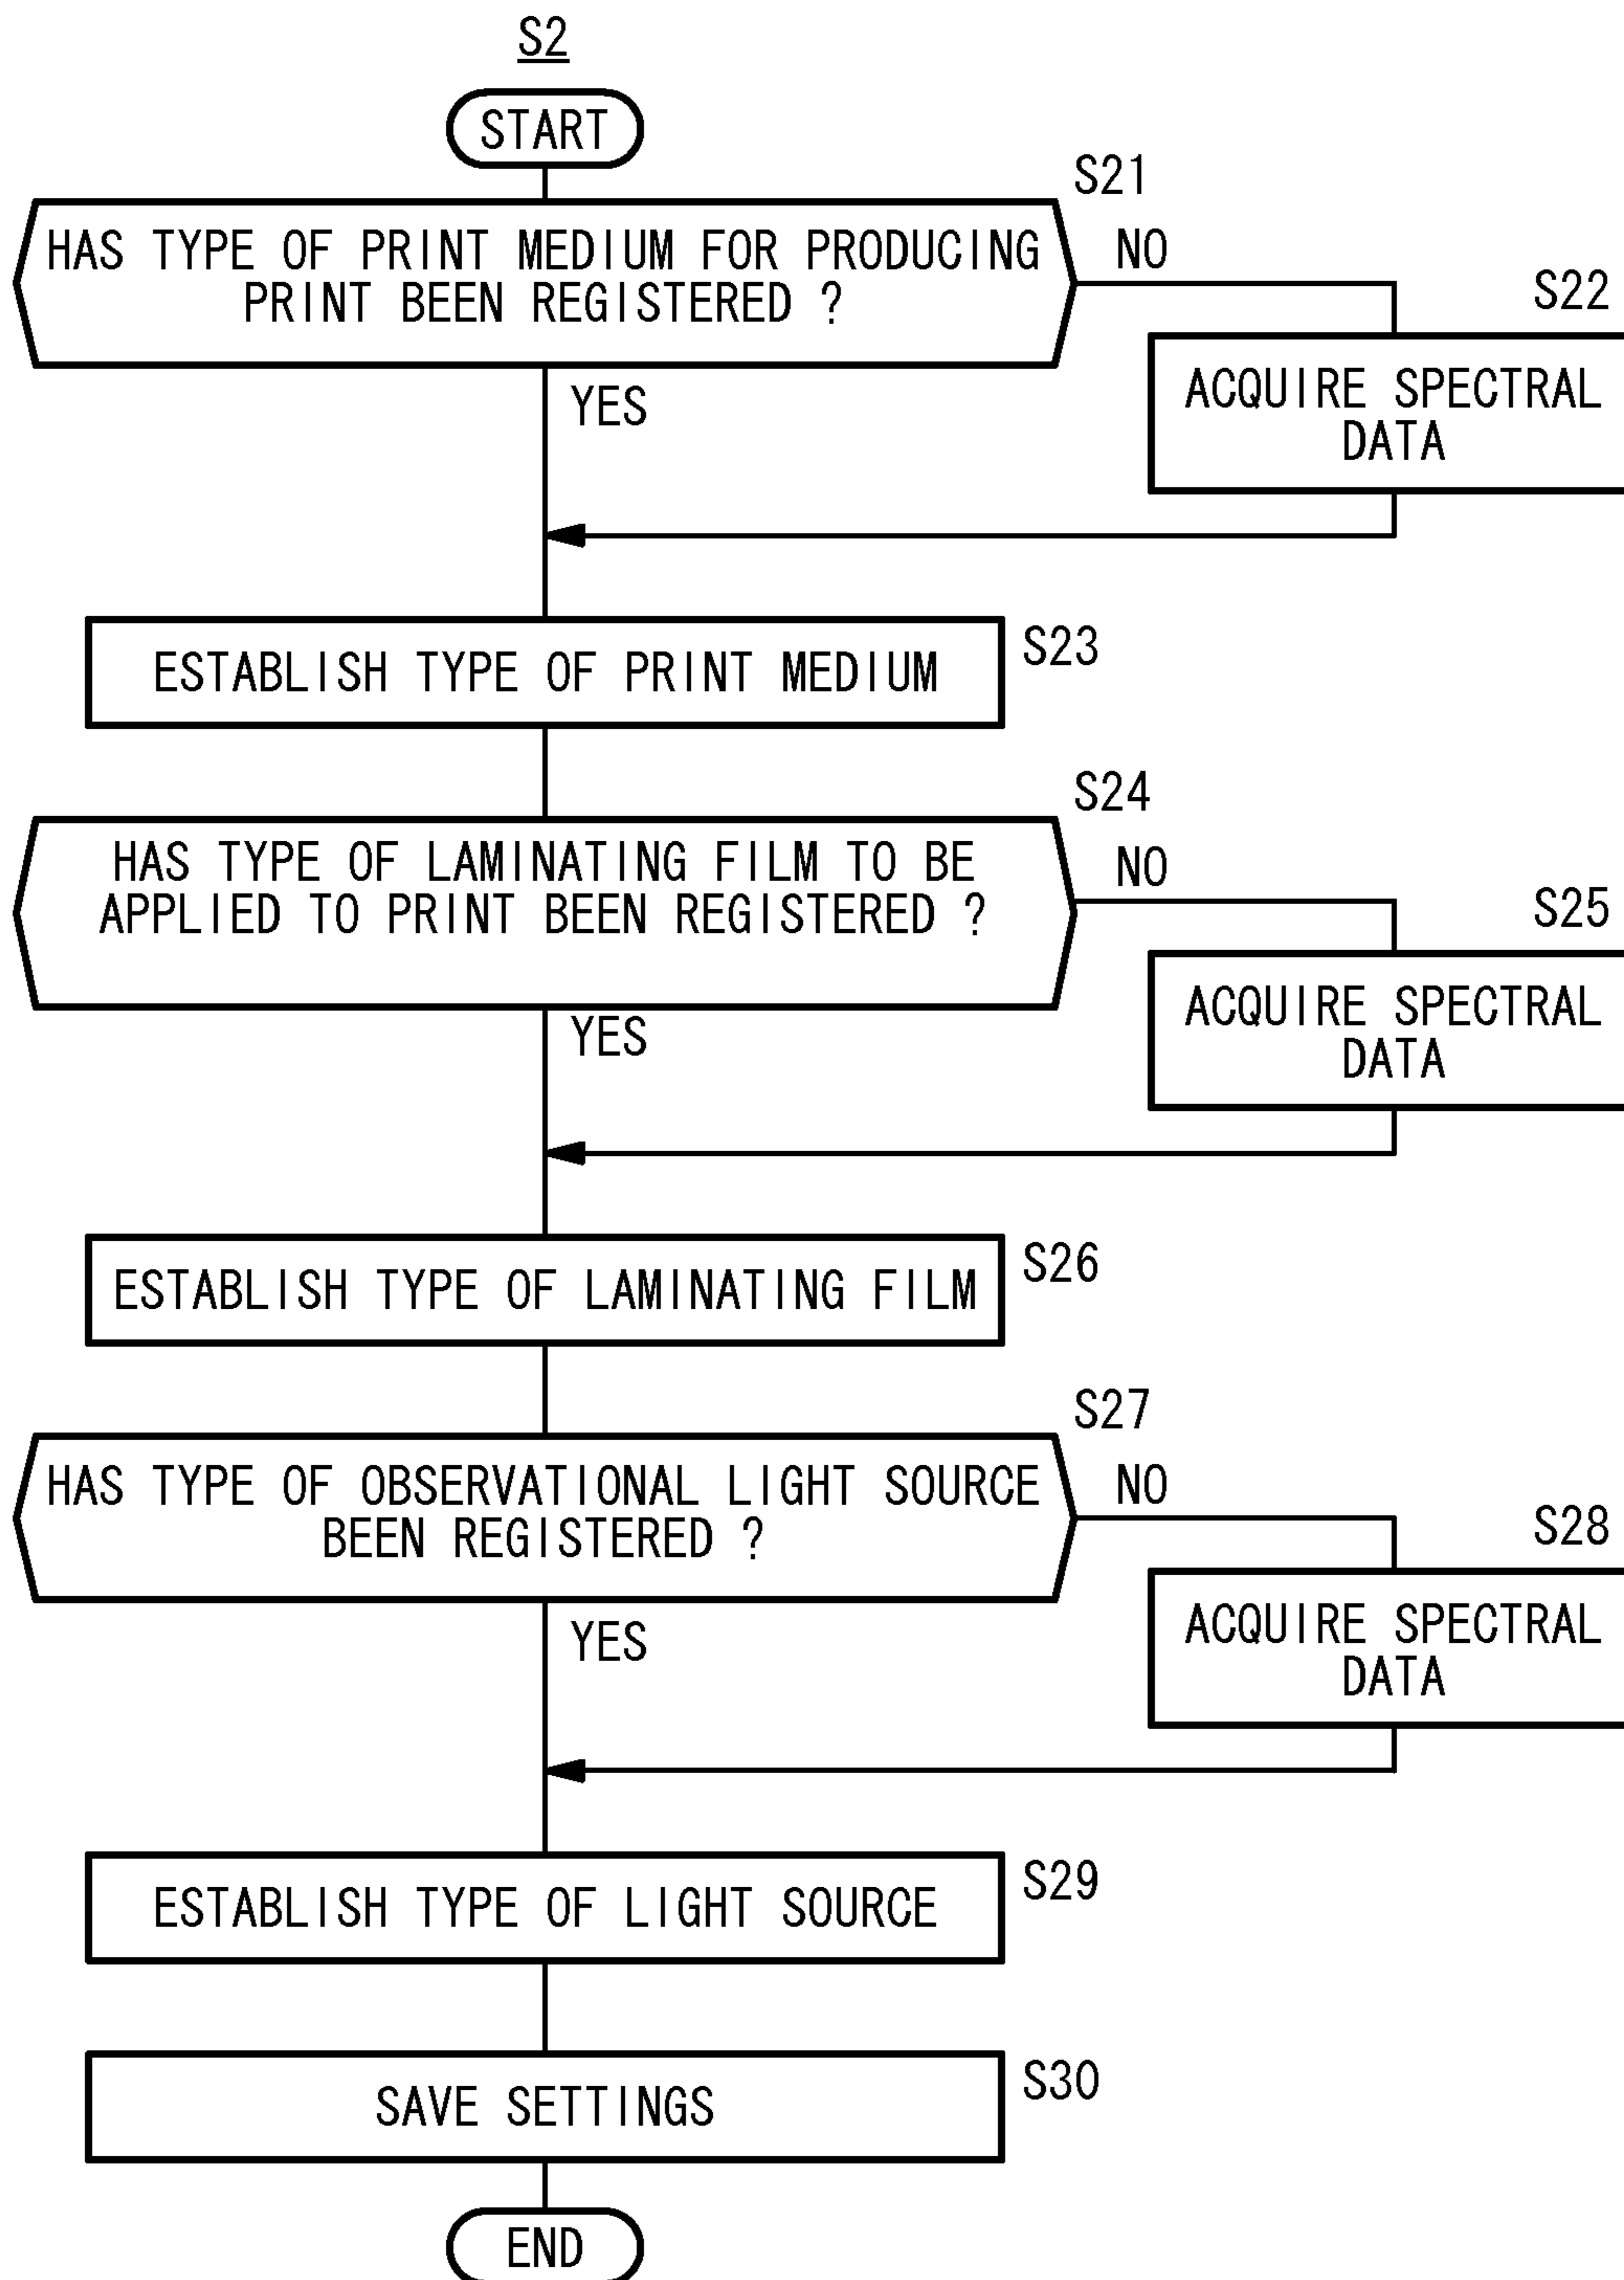 S2
START
S21
HAS TYPE OF PRINT MEDIUM FOR PRODUCING
PRINT BEEN REGISTERED ?
NO
YES
S22
ACQUIRE SPECTRAL
DATA
ESTABLISH TYPE OF PRINT MEDIUM
S23
S24
HAS TYPE OF LAMINATING FILM TO BE
APPLIED TO PRINT BEEN REGISTERED ?
NO
YES
S25
ACQUIRE SPECTRAL
DATA
ESTABLISH TYPE OF LAMINATING FILM
S26
S27
HAS TYPE OF OBSERVATIONAL LIGHT SOURCE
BEEN REGISTERED ?
NO
YES
S28
ACQUIRE SPECTRAL
DATA
ESTABLISH TYPE OF LIGHT SOURCE
S29
SAVE SETTINGS
S30
END